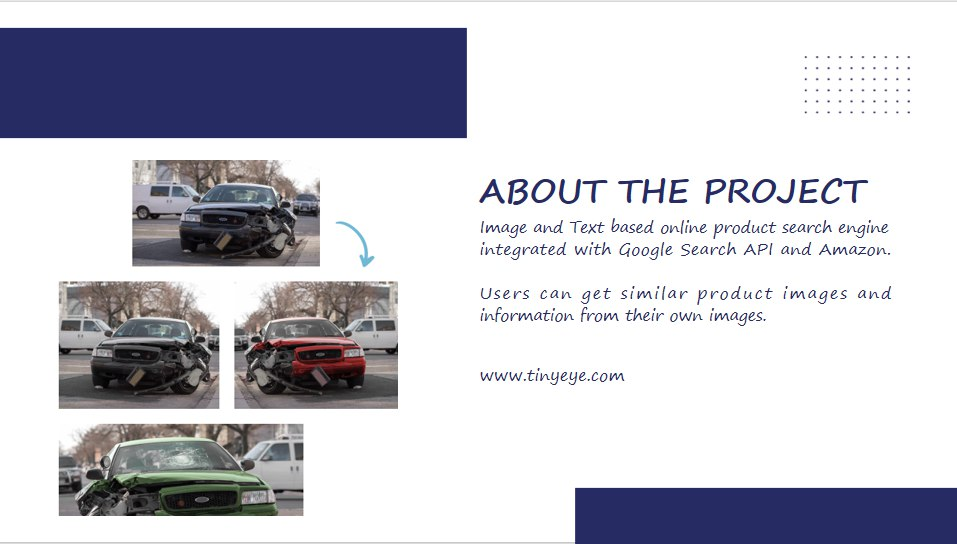 ABOUT THE PROJECT
Image and Text based online product search engine
integrated with Google Search API and Amazon.
Users can get similar product images and
information from their own images.
www.tinyeye.com